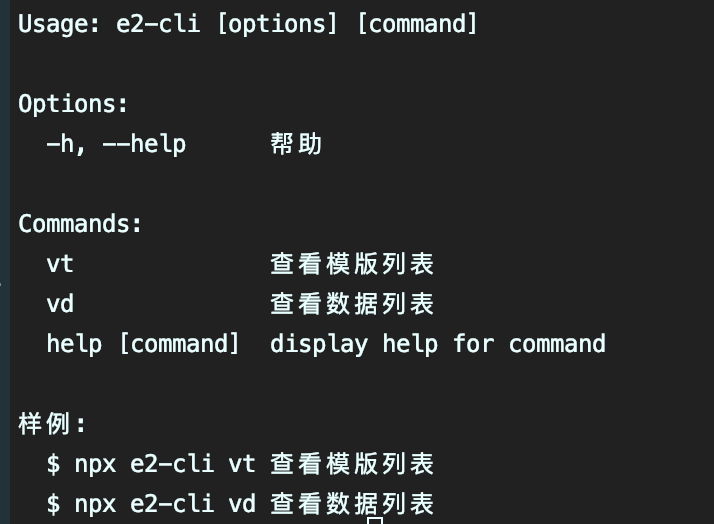 Usage: e2-cli [options] [command]
Options:
-h, --help 帮助
Commands:
vt 查看模版列表
vd 查看数据列表
help [command] display help for command
样例:
$ npx e2-cli vt 查看模版列表
$ npx e2-cli vd 查看数据列表